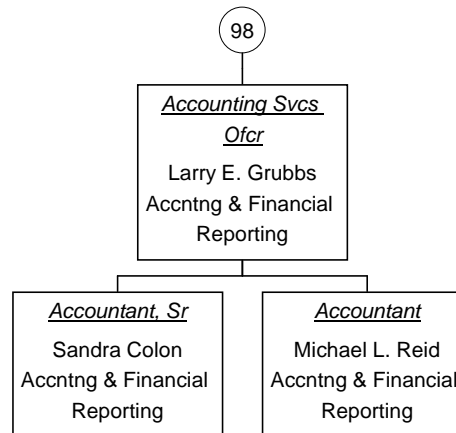 98
Accounting Svcs
Ofcr
Larry E. Grubbs
Accntng & Financial
Reporting
Accountant, Sr
Sandra Colon
Accntng & Financial
Reporting
Accountant
Michael L. Reid
Accntng & Financial
Reporting